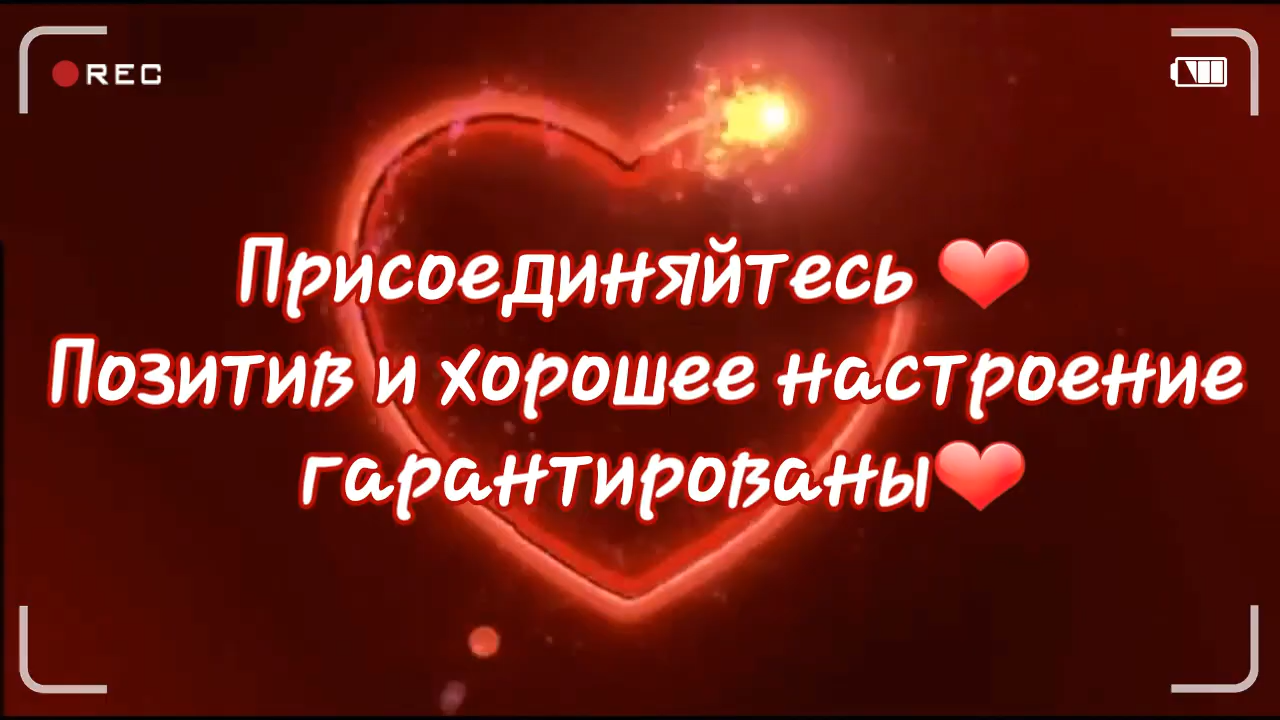 REC
Присоединяйтесь ❤
Позитив и хорошее настроение
гарантированы❤